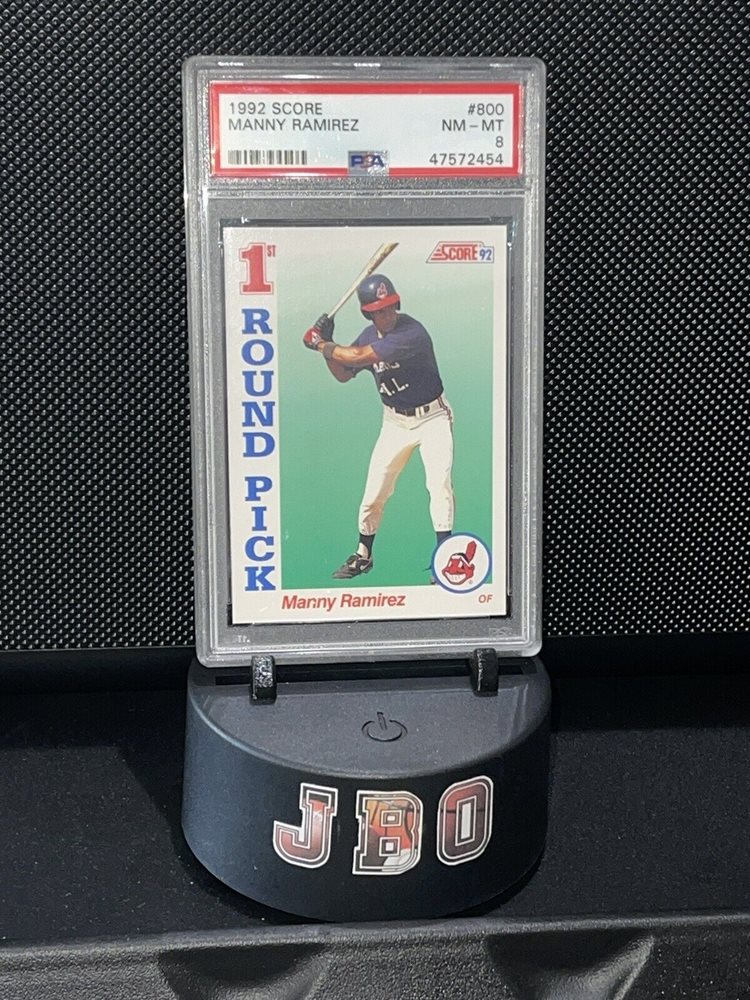 1992 SCORE #800
MANNY RAMIREZ NM - MT
8
PSA 47572454
1ST
SCORE 92
ROUND PICK
A.L.
Manny Ramirez OF
JBO